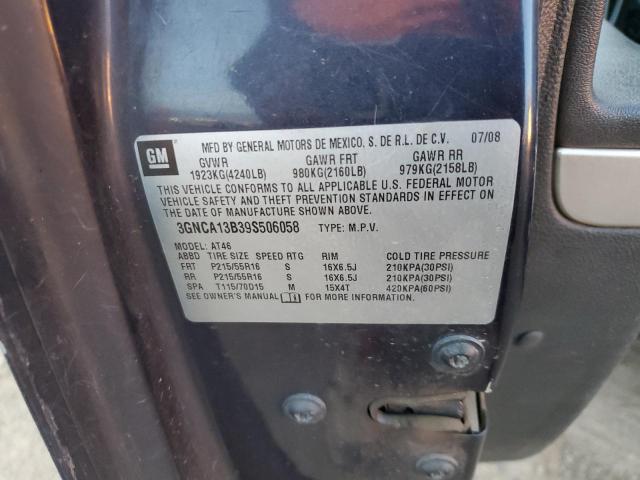 GM
MFD BY GENERAL MOTORS DE MEXICO, S. DE R.L. DE C.V. 07/08
GVWR GAWR FRT GAWR RR
1923KG(4240LB) 980KG(2160LB) 979KG(2158LB)
THIS VEHICLE CONFORMS TO ALL APPLICABLE U.S. FEDERAL MOTOR
VEHICLE SAFETY AND THEFT PREVENTION STANDARDS IN EFFECT ON
THE DATE OF MANUFACTURE SHOWN ABOVE.
3GNCA13B39S506058 TYPE: M.P.V.
MODEL: AT46
ABBD TIRE SIZE SPEED RTG RIM COLD TIRE PRESSURE
FRT P215/55R16 S 16X6.5J 210KPA(30PSI)
RR P215/55R16 S 16X6.5J 210KPA(30PSI)
SPA T115/70D15 M 15X4T 420KPA(60PSI)
SEE OWNER'S MANUAL FOR MORE INFORMATION.